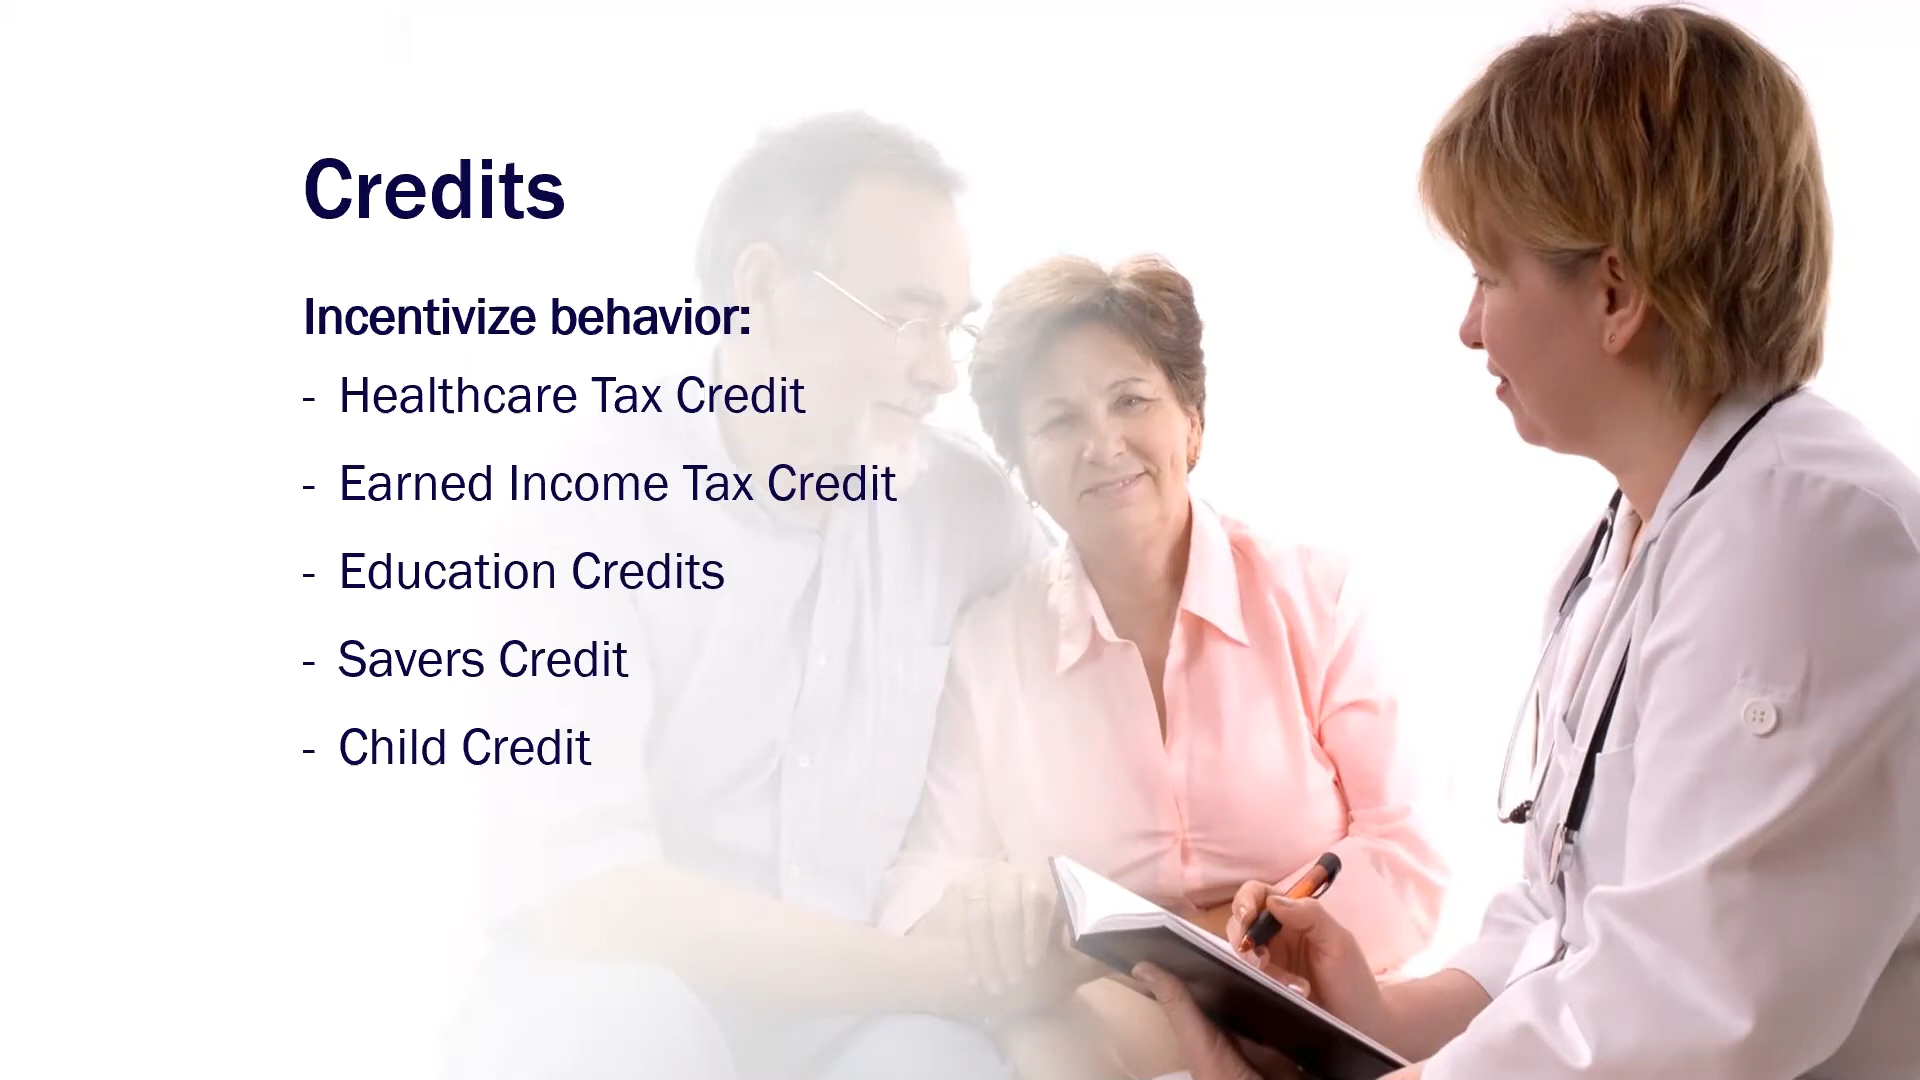 Credits
Incentivize behavior:
- Healthcare Tax Credit
- Earned Income Tax Credit
- Education Credits
- Savers Credit
- Child Credit